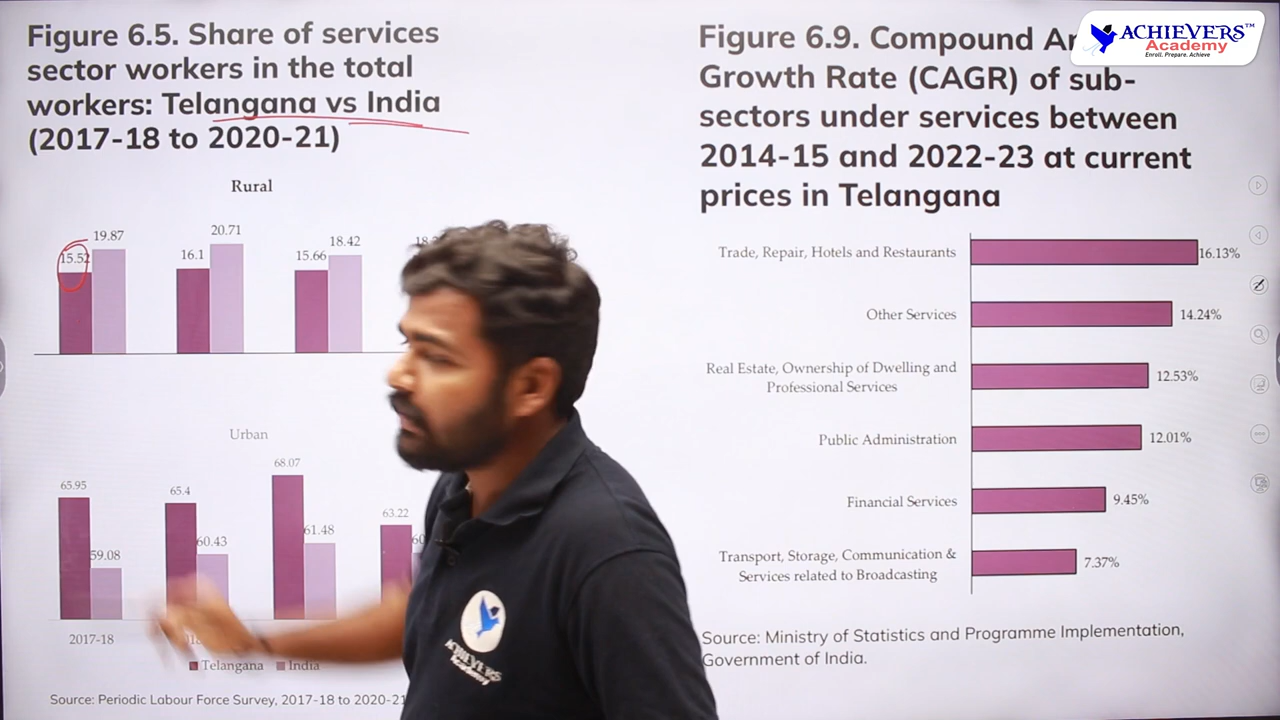 Figure 6.5. Share of services
sector workers in the total
workers: Telangana vs India
(2017-18 to 2020-21)
Rural
15.52
19.87
16.1
20.71
15.66
18.42
Urban
65.95
59.08
65.4
60.43
68.07
61.48
63.22
2017-18
Telangana
India
Source: Periodic Labour Force Survey, 2017-18 to 2020-21
Figure 6.9. Compound
Growth Rate (CAGR) of sub-
sectors under services between
2014-15 and 2022-23 at current
prices in Telangana
Trade, Repair, Hotels and Restaurants
16.13%
Other Services
14.24%
Real Estate, Ownership of Dwelling and
Professional Services
12.53%
Public Administration
12.01%
Financial Services
9.45%
Transport, Storage, Communication &
Services related to Broadcasting
7.37%
Source: Ministry of Statistics and Programme Implementation,
Government of India.
ACHIEVERS™
Academy
Enroll. Prepare. Achieve
ACHIEVERS
Academy